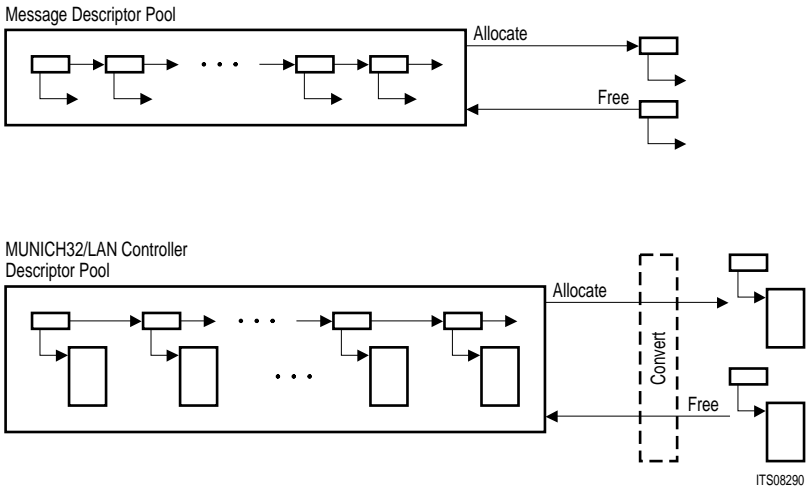 Message Descriptor Pool
Allocate
Free
MUNICH32/LAN Controller
Descriptor Pool
Allocate
Convert
Free
ITS08290